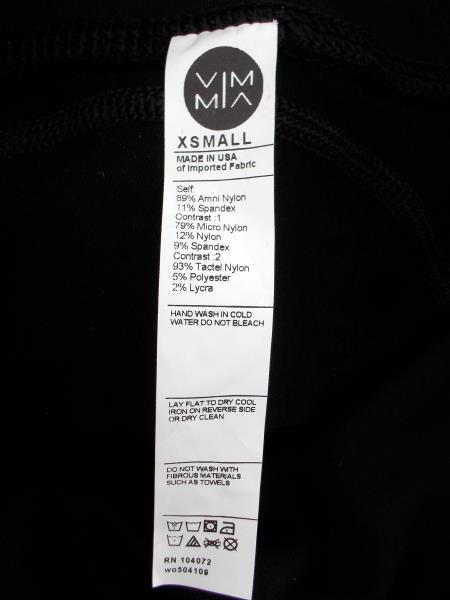 VIM
MIA
XSMALL
MADE IN USA
of Imported Fabric
Self:
89% Amni Nylon
11% Spandex
Contrast :1
79% Micro Nylon
12% Nylon
9% Spandex
Contrast :2
93% Tactel Nylon
5% Polyester
2% Lycra
HAND WASH IN COLD
WATER DO NOT BLEACH
LAY FLAT TO DRY COOL
IRON ON REVERSE SIDE
OR DRY CLEAN
DO NOT WASH WITH
FIBROUS MATERIALS
SUCH AS TOWELS
RN 104072
wo504109